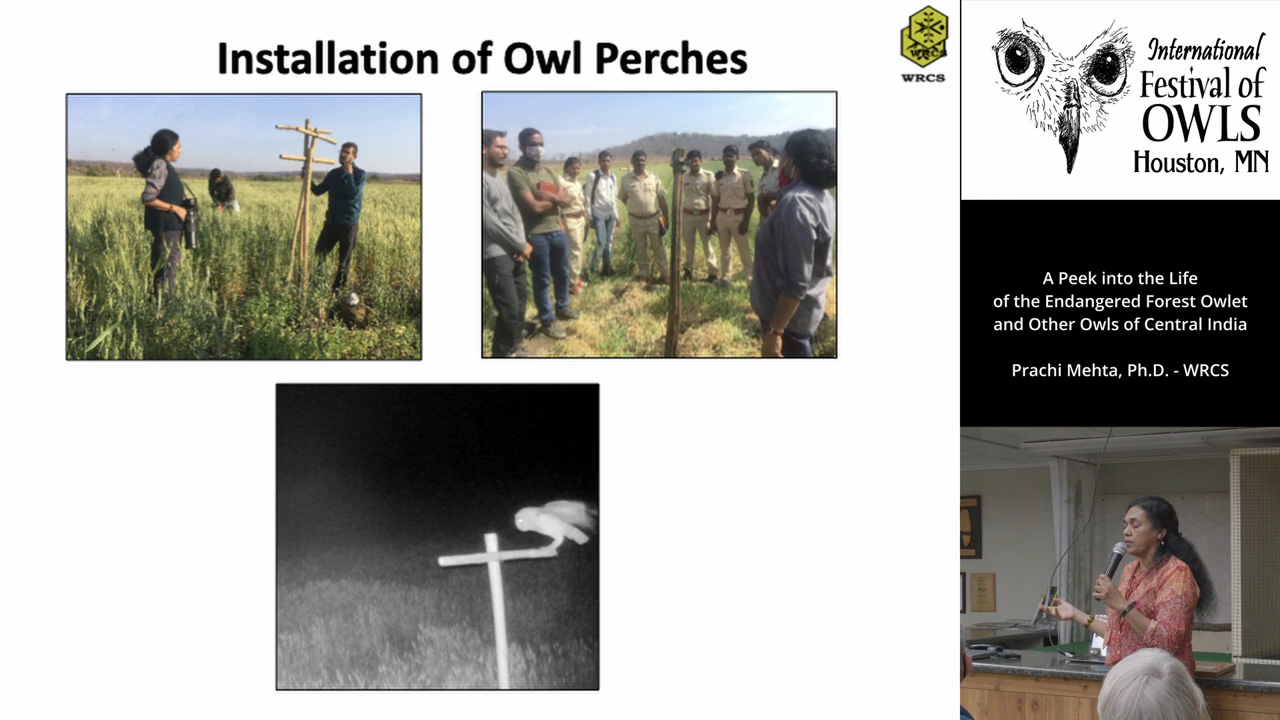 Installation of Owl Perches
WRCS
WRCS
International
Festival of
OWLS
Houston, MN
A Peek into the Life
of the Endangered Forest Owlet
and Other Owls of Central India
Prachi Mehta, Ph.D. - WRCS